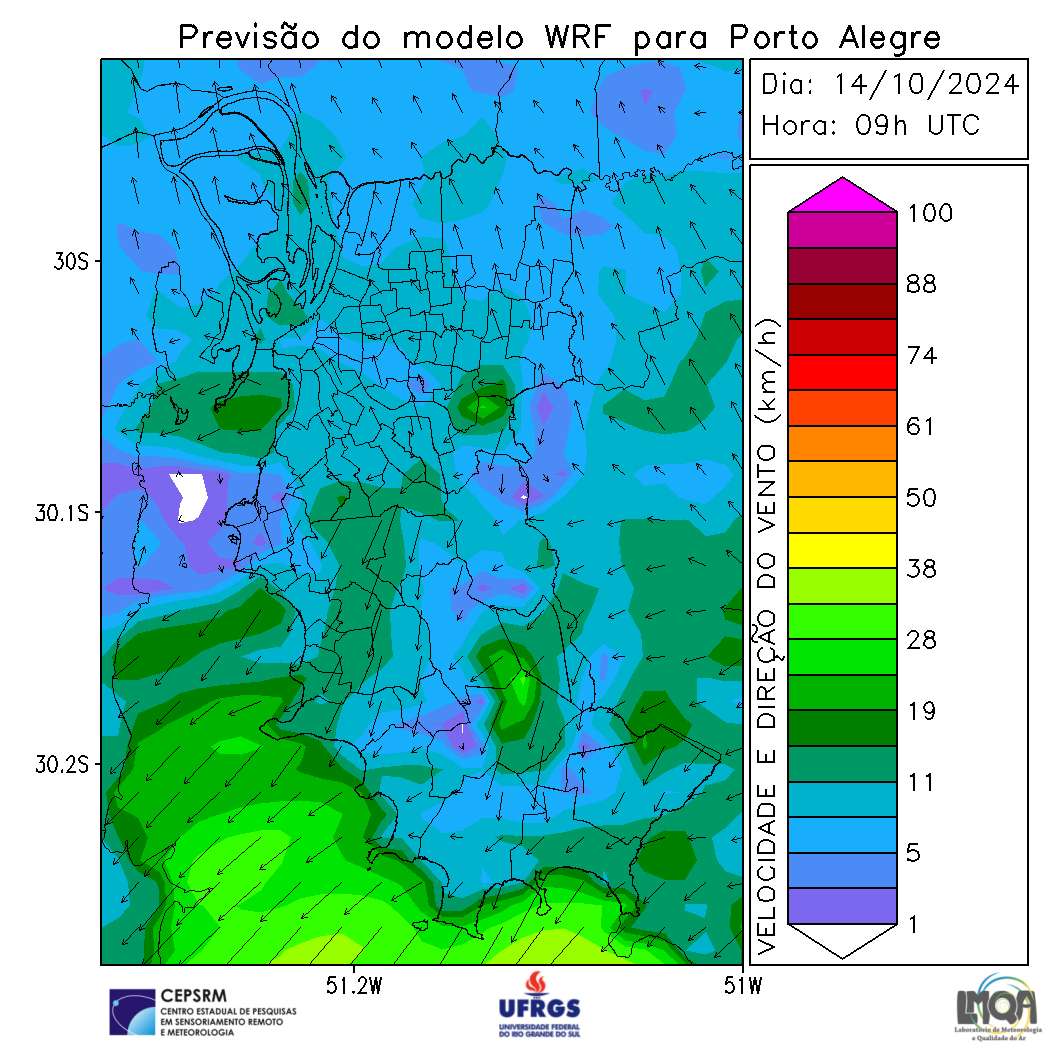 Previsão do modelo WRF para Porto Alegre
Dia: 14/10/2024
Hora: 09h UTC
30S
30.1S
30.2S
51.2W
51W
VELOCIDADE E DIREÇÃO DO VENTO (km/h)
100
88
74
61
50
38
28
19
11
5
1
CEPSRM
CENTRO ESTADUAL DE PESQUISAS
EM SENSORIAMENTO REMOTO
E METEOROLOGIA
UFRGS
UNIVERSIDADE FEDERAL
DO RIO GRANDE DO SUL
LMQA
Laboratório de Meteorologia
e Qualidade do Ar